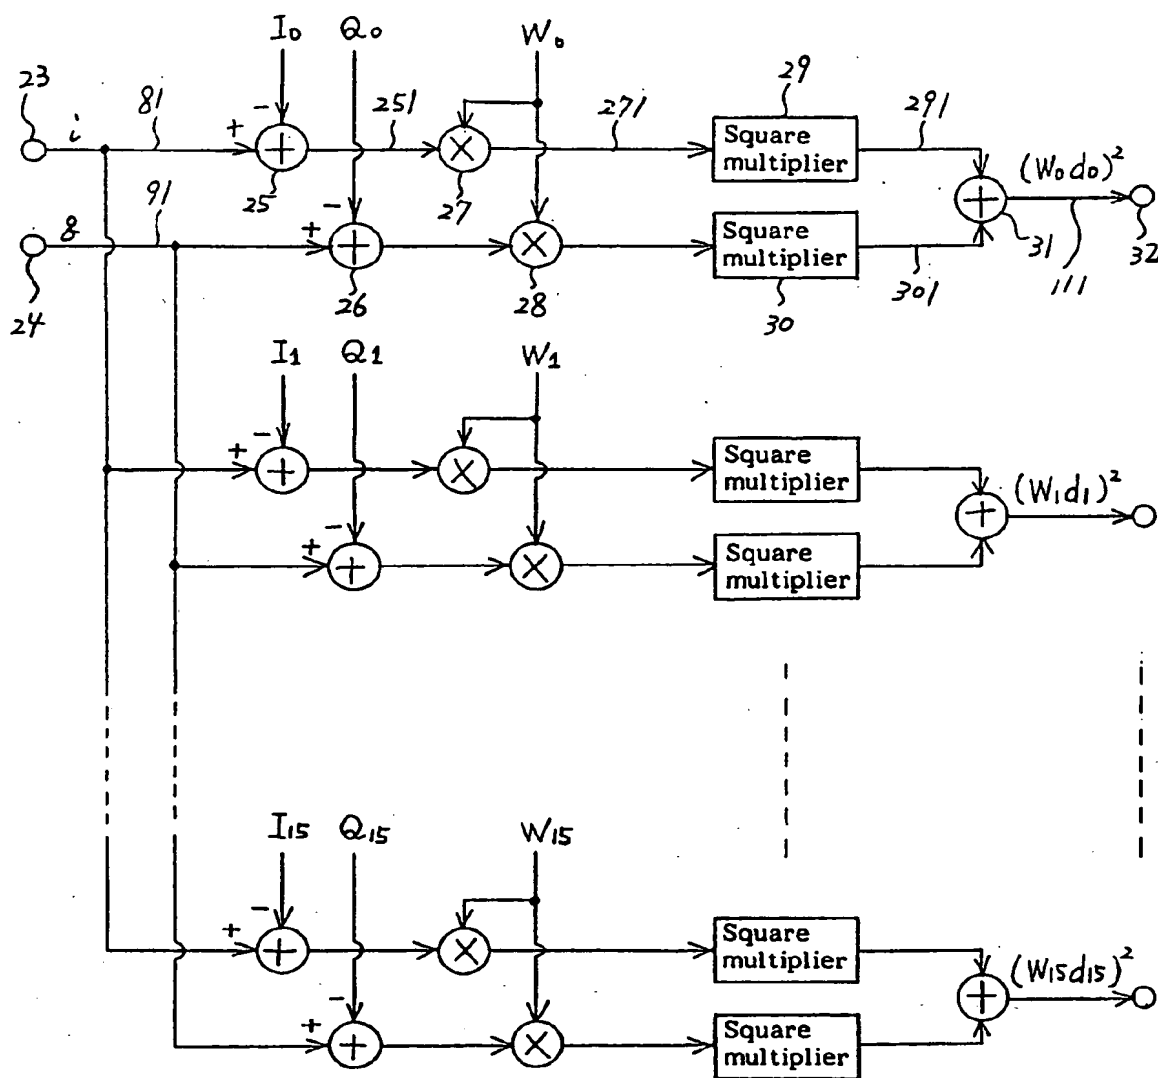 I₀ Q₀ W₀
23 i 81 − + + 25 251 × 27 271 29 Square multiplier 291 (W₀d₀)²
24 8 91 − + + 26 × 28 Square multiplier 30 301 + 31 111 32
I₁ Q₁ W₁
− + + × Square multiplier (W₁d₁)²
− + + × Square multiplier +
I₁₅ Q₁₅ W₁₅
− + + × Square multiplier (W₁₅d₁₅)²
− + + × Square multiplier +